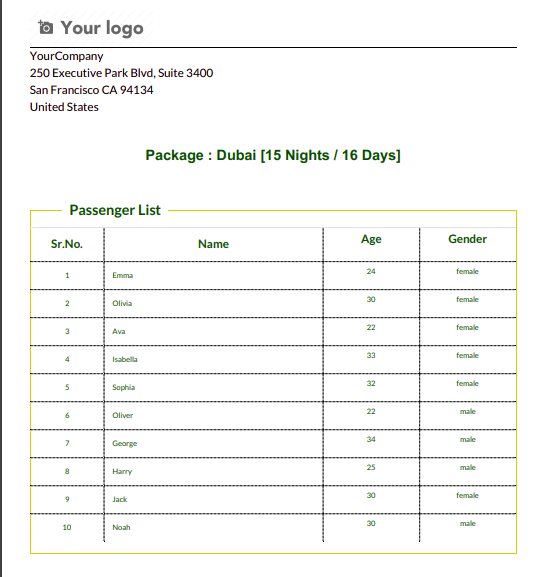 Your logo
YourCompany
250 Executive Park Blvd, Suite 3400
San Francisco CA 94134
United States
Package : Dubai [15 Nights / 16 Days]
Passenger List
Sr.No. Name Age Gender
1 Emma 24 female
2 Olivia 30 female
3 Ava 22 female
4 Isabella 33 female
5 Sophia 32 female
6 Oliver 22 male
7 George 34 male
8 Harry 25 male
9 Jack 30 female
10 Noah 30 male